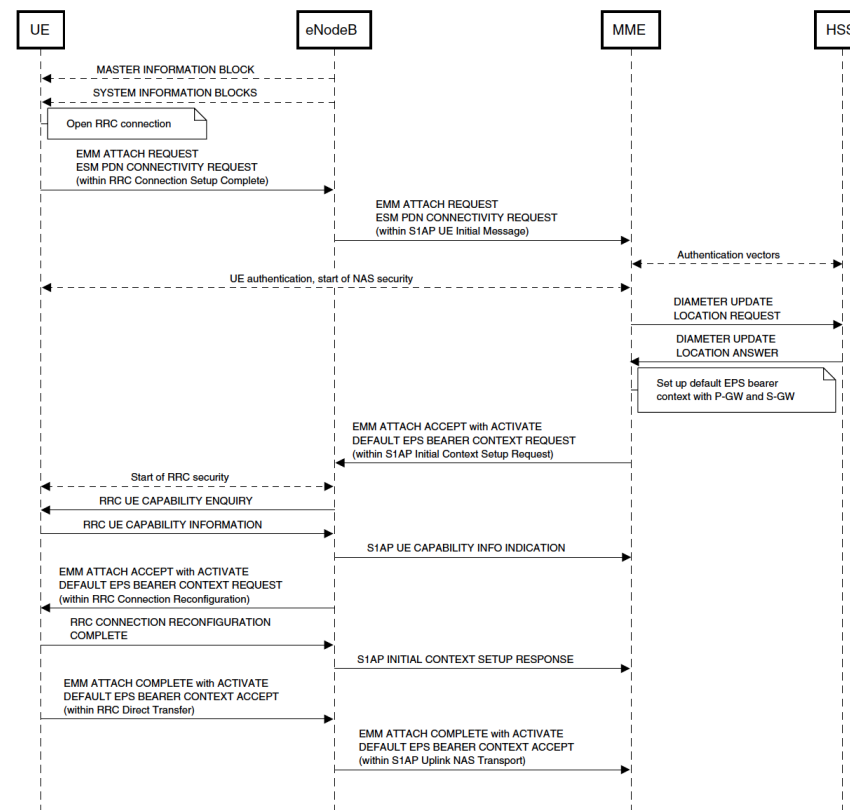 UE
eNodeB
MME
HSS
MASTER INFORMATION BLOCK
SYSTEM INFORMATION BLOCKS
Open RRC connection
EMM ATTACH REQUEST
ESM PDN CONNECTIVITY REQUEST
(within RRC Connection Setup Complete)
EMM ATTACH REQUEST
ESM PDN CONNECTIVITY REQUEST
(within S1AP UE Initial Message)
Authentication vectors
UE authentication, start of NAS security
DIAMETER UPDATE
LOCATION REQUEST
DIAMETER UPDATE
LOCATION ANSWER
Set up default EPS bearer
context with P-GW and S-GW
EMM ATTACH ACCEPT with ACTIVATE
DEFAULT EPS BEARER CONTEXT REQUEST
(within S1AP Initial Context Setup Request)
Start of RRC security
RRC UE CAPABILITY ENQUIRY
RRC UE CAPABILITY INFORMATION
S1AP UE CAPABILITY INFO INDICATION
EMM ATTACH ACCEPT with ACTIVATE
DEFAULT EPS BEARER CONTEXT REQUEST
(within RRC Connection Reconfiguration)
RRC CONNECTION RECONFIGURATION
COMPLETE
S1AP INITIAL CONTEXT SETUP RESPONSE
EMM ATTACH COMPLETE with ACTIVATE
DEFAULT EPS BEARER CONTEXT ACCEPT
(within RRC Direct Transfer)
EMM ATTACH COMPLETE with ACTIVATE
DEFAULT EPS BEARER CONTEXT ACCEPT
(within S1AP Uplink NAS Transport)